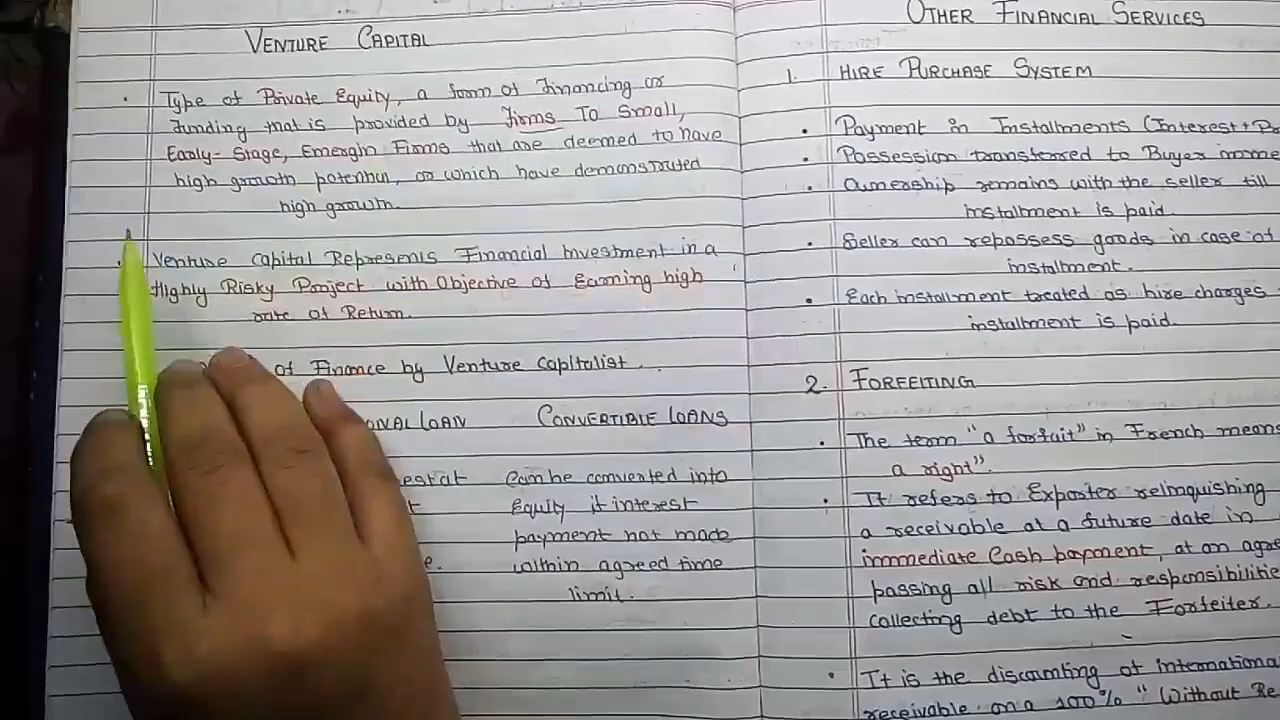 VENTURE CAPITAL
Type of Private Equity, a form of financing or
funding that is provided by firms To Small,
Early-Stage, Emergin Firms that are deemed to have
high growth potential, or which have demonstrated
high growth.
Venture Capital Represents Financial Investment in a
Highly Risky Project with Objective of Earning high
rate of Return.
of Finance by Venture Capitalist.
ONAL LOAN CONVERTIBLE LOANS
Can be converted into
Equity if interest
payment not made
within agreed time
limit.
OTHER FINANCIAL SERVICES
1. HIRE PURCHASE SYSTEM
Payment in Installments (Interest+
Possession transferred to Buyer
Ownership remains with the seller till
installment is paid.
Seller can repossess goods in case of
installment.
Each installment treated as hire charges
installment is paid.
2. FORFEITING
The term "a forfait" in French means
a right".
It refers to Exporter relinquishing
a receivable at a future date in
immediate Cash payment, at an
passing all risk and
collecting debt to the Forfeiter.
It is the discounting of
receivable on a 100% "Without